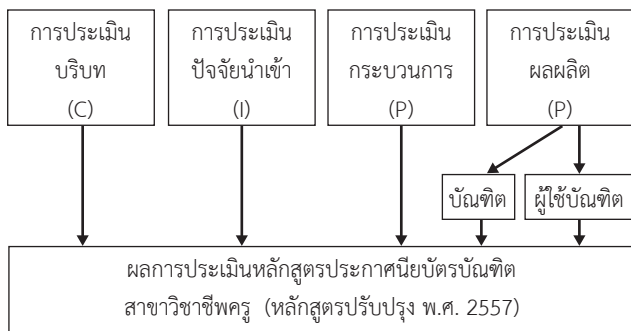 การประเมิน
บริบท
(C)
การประเมิน
ปัจจัยนำเข้า
(I)
การประเมิน
กระบวนการ
(P)
การประเมิน
ผลผลิต
(P)
บัณฑิต
ผู้ใช้บัณฑิต
ผลการประเมินหลักสูตรประกาศนียบัตรบัณฑิต
สาขาวิชาชีพครู (หลักสูตรปรับปรุง พ.ศ. 2557)